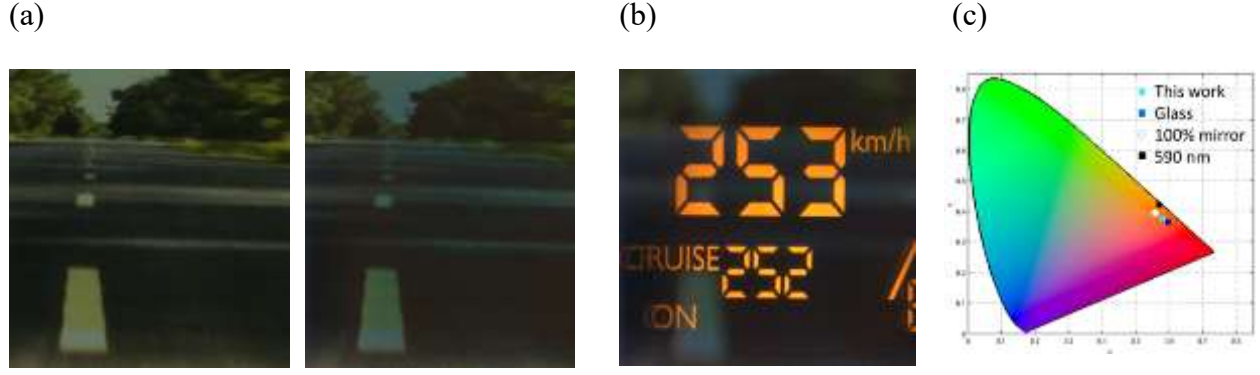 (a)
(b)
(c)
253 km/h
CRUISE 252
ON
This work
Glass
100% mirror
590 nm